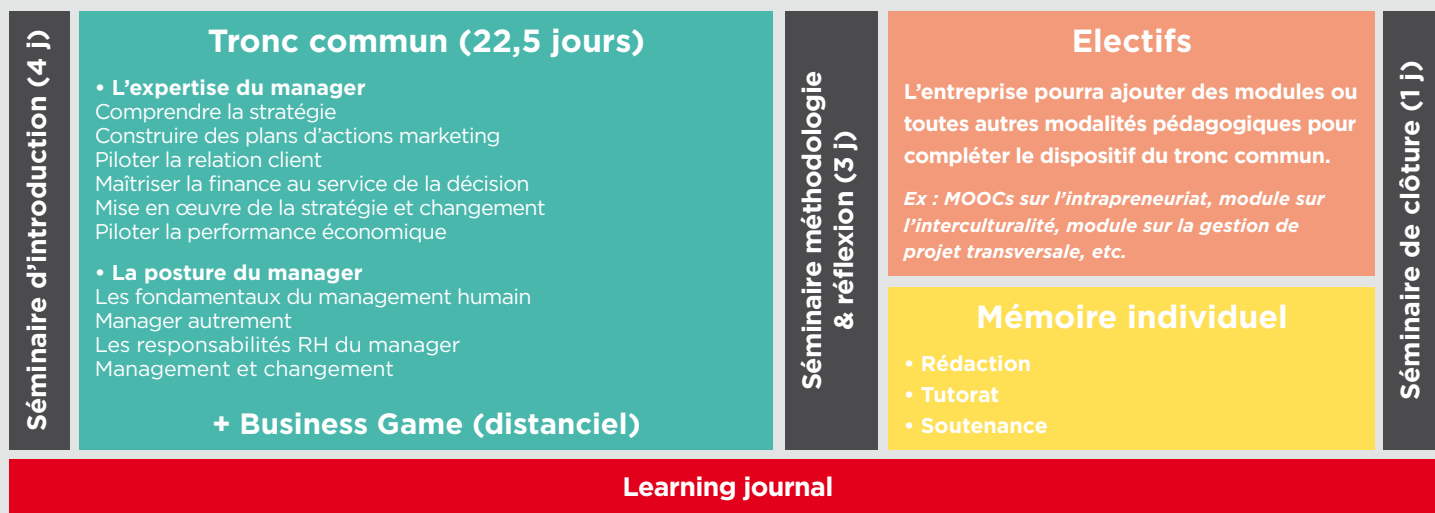 Séminaire d'introduction (4 j)
Tronc commun (22,5 jours)
• L'expertise du manager
Comprendre la stratégie
Construire des plans d'actions marketing
Piloter la relation client
Maîtriser la finance au service de la décision
Mise en œuvre de la stratégie et changement
Piloter la performance économique
• La posture du manager
Les fondamentaux du management humain
Manager autrement
Les responsabilités RH du manager
Management et changement
+ Business Game (distanciel)
Séminaire méthodologie
& réflexion (3 j)
Electifs
L'entreprise pourra ajouter des modules ou
toutes autres modalités pédagogiques pour
compléter le dispositif du tronc commun.
Ex : MOOCs sur l'intrapreneuriat, module sur
l'interculturalité, module sur la gestion de
projet transversale, etc.
Mémoire individuel
• Rédaction
• Tutorat
• Soutenance
Séminaire de clôture (1 j)
Learning journal